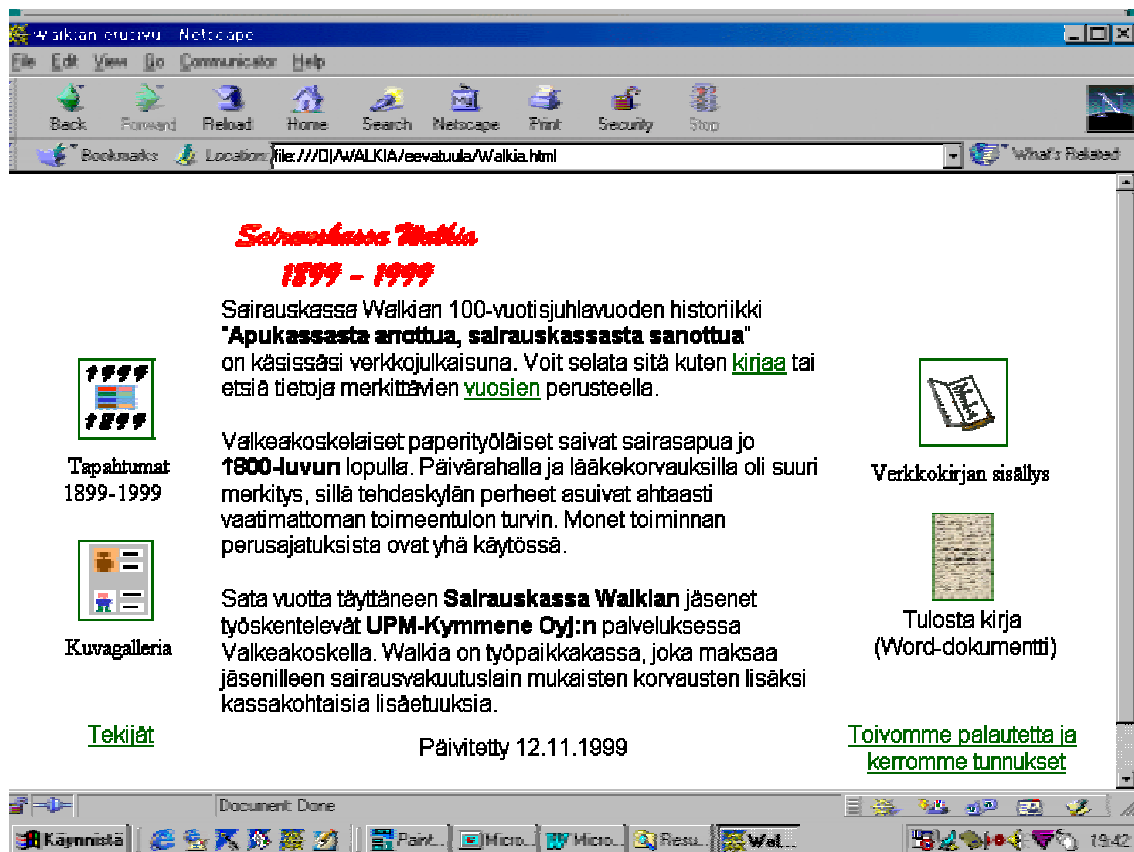 Walkian etusivu - Netscape
File Edit View Go Communicator Help
Back Forward Reload Home Search Netscape Print Security Stop
Bookmarks Location: file:///D|/WALKIA/eevatuula/Walkia.html What's Related
Sairauskassa Walkia
1899 - 1999
Sairauskassa Walkian 100-vuotisjuhlavuoden historiikki
"Apukassasta anottua, sairauskassasta sanottua"
on käsissäsi verkkojulkaisuna. Voit selata sitä kuten kirjaa tai
etsiä tietoja merkittävien vuosien perusteella.
Valkeakoskelaiset paperityöläiset saivat sairasapua jo
1800-luvun lopulla. Päivärahalla ja lääkekorvauksilla oli suuri
merkitys, sillä tehdaskylän perheet asuivat ahtaasti
vaatimattoman toimeentulon turvin. Monet toiminnan
perusajatuksista ovat yhä käytössä.
Sata vuotta täyttäneen Sairauskassa Walkian jäsenet
työskentelevät UPM-Kymmene Oyj:n palveluksessa
Valkeakoskella. Walkia on työpaikkakassa, joka maksaa
jäsenilleen sairausvakuutuslain mukaisten korvausten lisäksi
kassakohtaisia lisäetuuksia.
Päivitetty 12.11.1999
1999
1899
Tapahtumat
1899-1999
Kuvagalleria
Tekijät
Verkkokirjan sisällys
Tulosta kirja
(Word-dokumentti)
Toivomme palautetta ja
kerromme tunnukset
Document: Done
Käynnistä Paint... Micro... Micro... Resu... Wal... 19:42